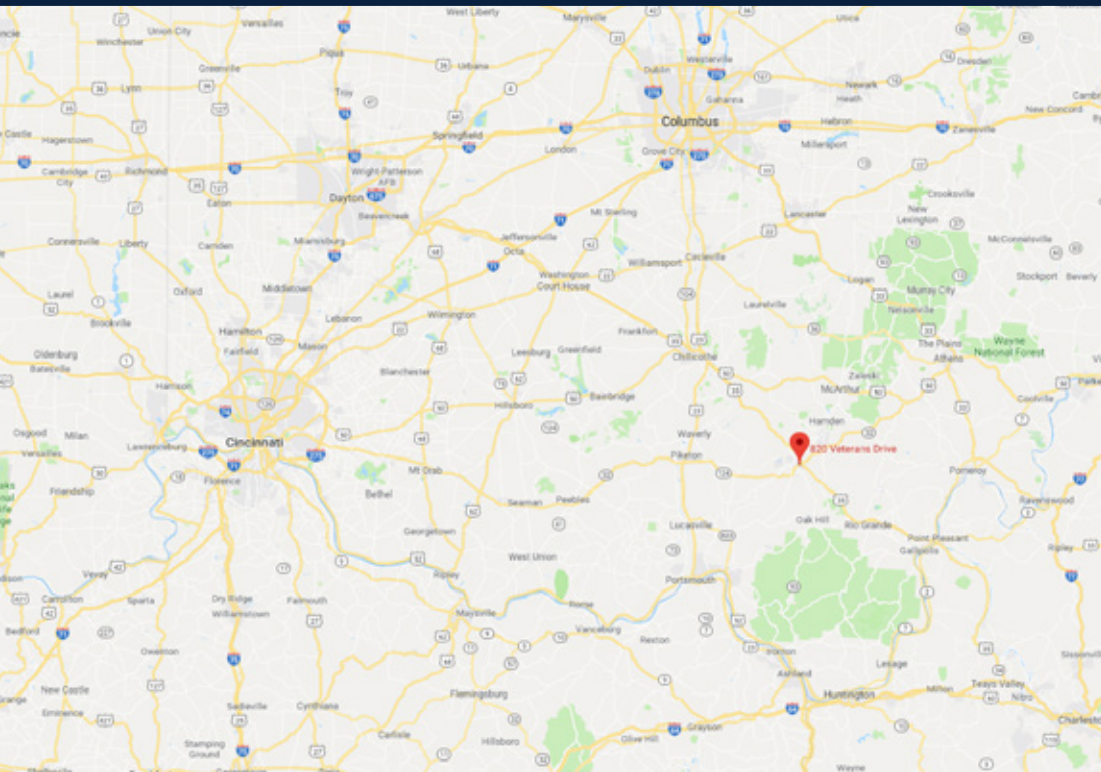 West Liberty
Marysville
Utica
Union City
Versailles
Winchester
Piqua
Urbana
Westerville
Dublin
Dresden
Greenville
Lynn
Troy
Newark
Heath
Gahanna
New Concord
Columbus
Hebron
Zanesville
Castle
Hagerstown
Springfield
London
Grove City
Millersport
Cambridge
City
Richmond
Wright-Patterson
AFB
Dayton
Eaton
Beavercreek
Mt Sterling
Lancaster
Crooksville
New
Lexington
Connersville
Liberty
Camden
Miamisburg
Jeffersonville
Octa
McConnelsville
Williamsport
Circleville
Washington
Court House
Logan
Stockport
Beverly
Laurel
Oxford
Middletown
Murray City
Brookville
Lebanon
Wilmington
Laurelville
Nelsonville
Hamilton
Fairfield
Mason
Frankfort
The Plains
Athens
Wayne
National Forest
Oldenburg
Batesville
Leesburg
Greenfield
Chillicothe
Blanchester
Zaleski
McArthur
Harrison
Bainbridge
Hillsboro
Coolville
Hamden
Osgood
Milan
Versailles
Lawrenceburg
Cincinnati
Waverly
Piketon
820 Veterans Drive
Florence
Mt Orab
Pomeroy
Friendship
Bethel
Seaman
Peebles
Ravenswood
Georgetown
Lucasville
Oak Hill
Rio Grande
Point Pleasant
Gallipolis
West Union
Ripley
Vevay
Ripley
Portsmouth
Carrollton
Sparta
Dry Ridge
Williamstown
Falmouth
Maysville
Rome
Vanceburg
Bedford
Rexton
Ironton
Owenton
Ashland
Lesage
Sissonvil
New Castle
Eminence
Flemingsburg
Huntington
Milton
Teays Valley
Nitro
Sadieville
Cynthiana
Charlesto
Stamping
Ground
Carlisle
Hillsboro
Olive Hill
Grayson
Wayne